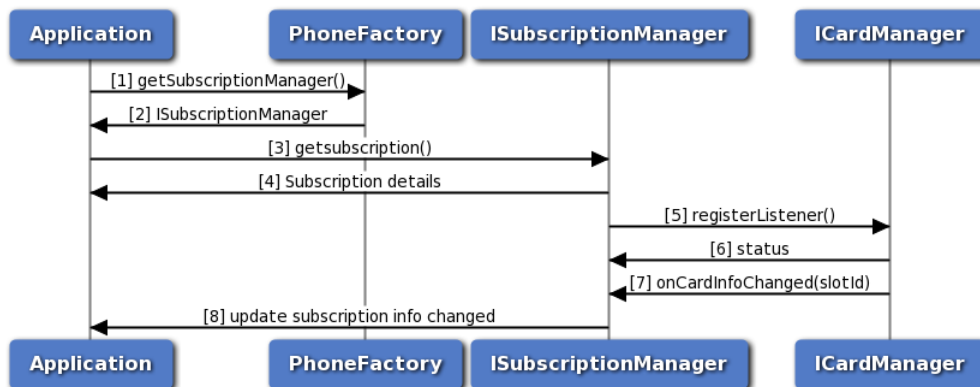 Application PhoneFactory ISubscriptionManager ICardManager
[1] getSubscriptionManager()
[2] ISubscriptionManager
[3] getsubscription()
[4] Subscription details
[5] registerListener()
[6] status
[7] onCardInfoChanged(slotId)
[8] update subscription info changed
Application PhoneFactory ISubscriptionManager ICardManager